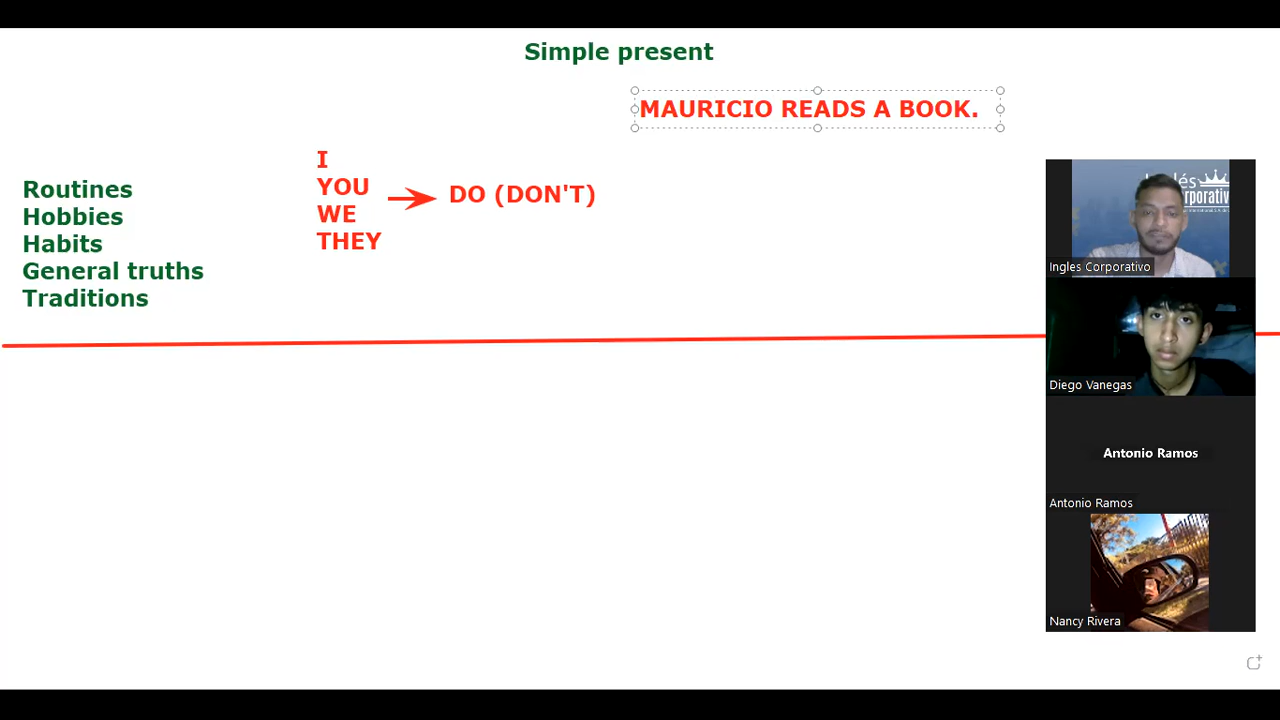 Simple present
MAURICIO READS A BOOK.
I
YOU
WE
THEY
DO (DON'T)
Routines
Hobbies
Habits
General truths
Traditions
Ingles Corporativo
Diego Vanegas
Antonio Ramos
Antonio Ramos
Nancy Rivera